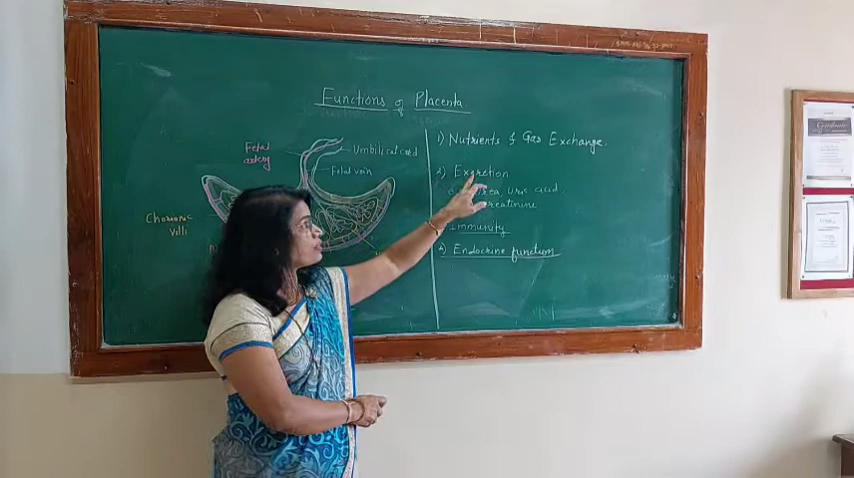 Functions of Placenta
Fetal artery
Umbilical cord
Fetal vein
Chorionic Villi
1) Nutrients & Gas Exchange.
2) Excretion
urea, uric acid,
creatinine
Immunity
Endocrine function